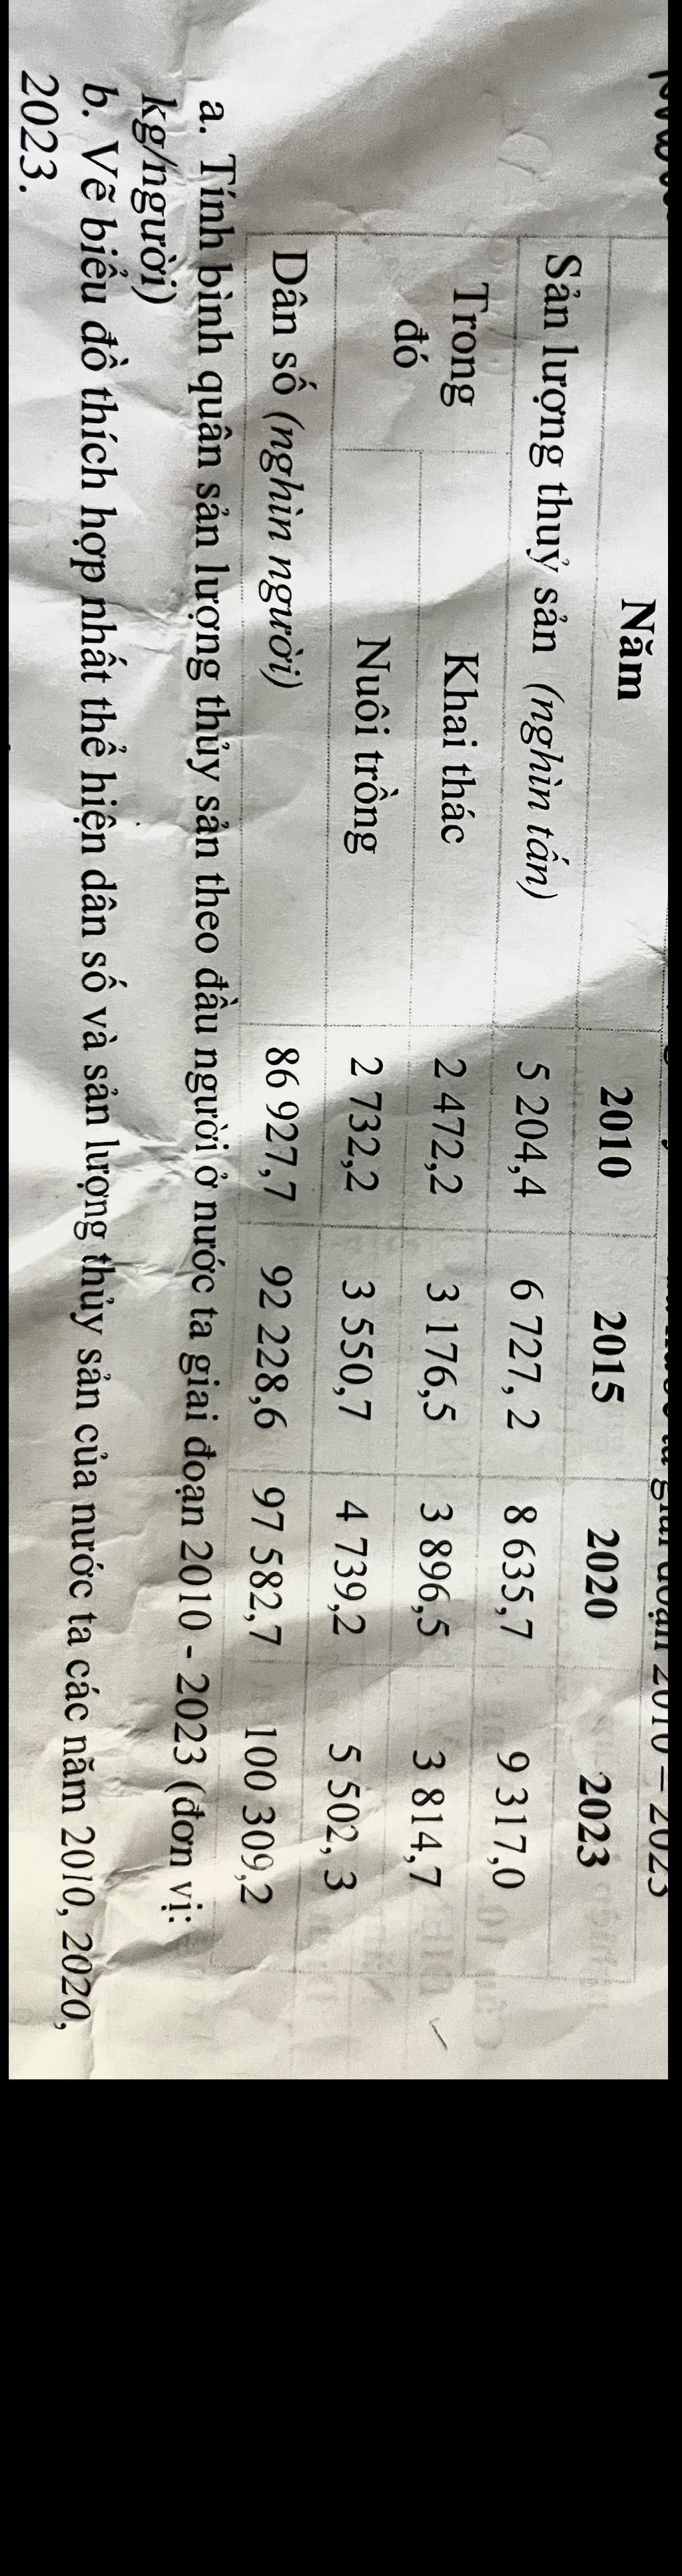 giai đoạn 2010 – 2023
Năm 2010 2015 2020 2023
Sản lượng thuỷ sản (nghìn tấn) 5 204,4 6 727, 2 8 635,7 9 317,0
Trong đó Khai thác 2 472,2 3 176,5 3 896,5 3 814,7
Nuôi trồng 2 732,2 3 550,7 4 739,2 5 502, 3
Dân số (nghìn người) 86 927,7 92 228,6 97 582,7 100 309,2
a. Tính bình quân sản lượng thủy sản theo đầu người ở nước ta giai đoạn 2010 - 2023 (đơn vị:
kg/người)
b. Vẽ biểu đồ thích hợp nhất thể hiện dân số và sản lượng thủy sản của nước ta các năm 2010, 2020,
2023.